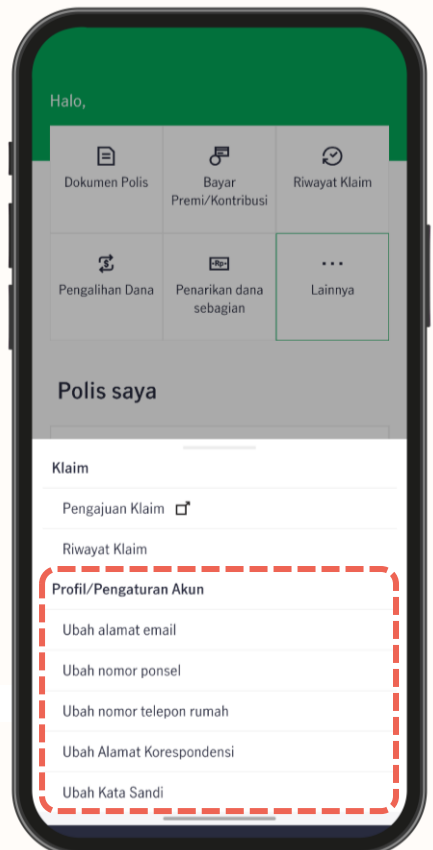 Halo,
Dokumen Polis
Bayar
Premi/Kontribusi
Riwayat Klaim
Pengalihan Dana
-Rp-
Penarikan dana
sebagian
Lainnya
Polis saya
Klaim
Pengajuan Klaim
Riwayat Klaim
Profil/Pengaturan Akun
Ubah alamat email
Ubah nomor ponsel
Ubah nomor telepon rumah
Ubah Alamat Korespondensi
Ubah Kata Sandi